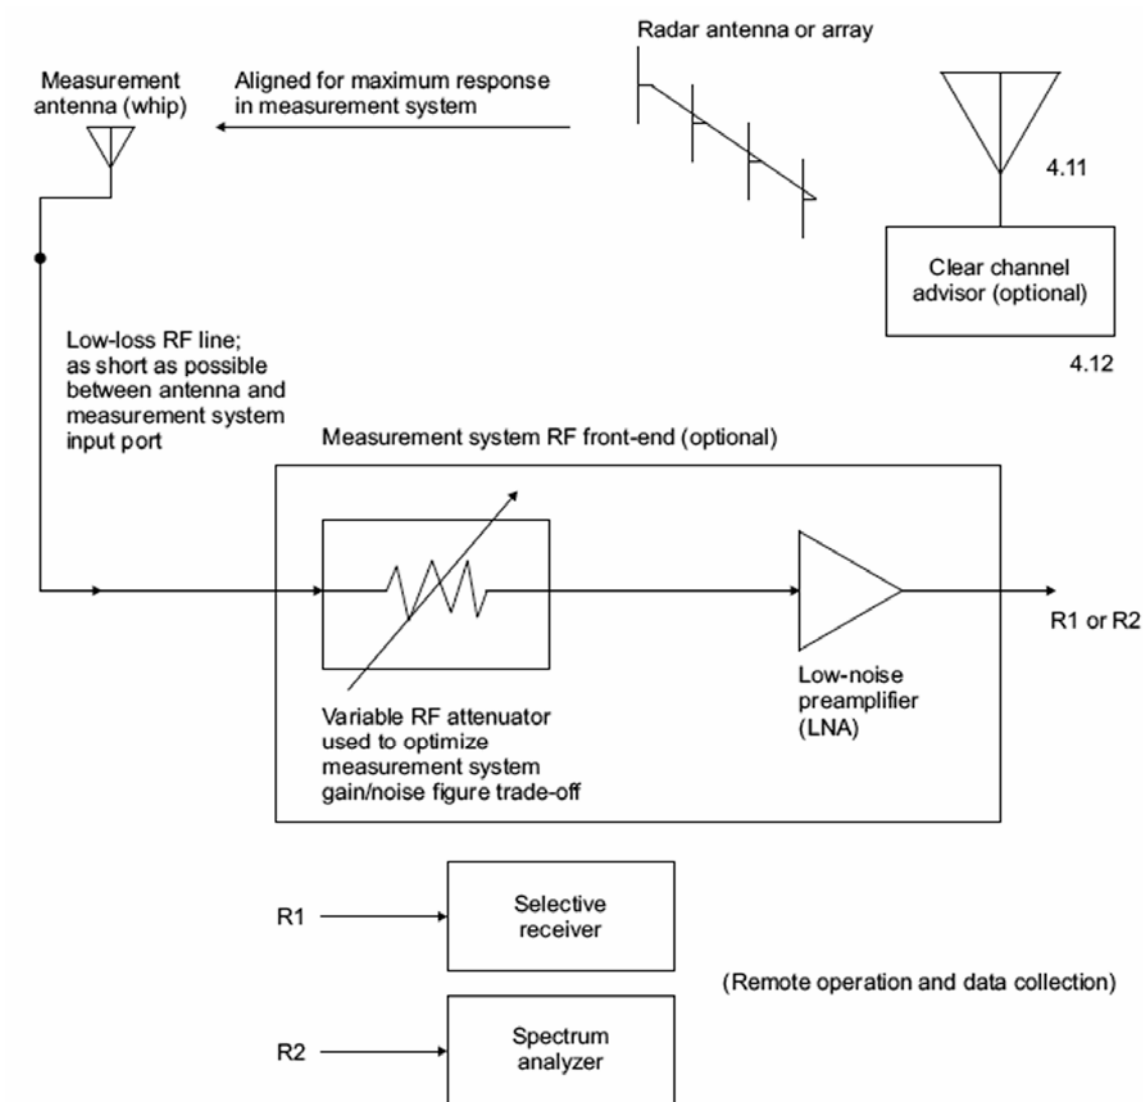 Radar antenna or array
Measurement
antenna (whip)
Aligned for maximum response
in measurement system
4.11
Clear channel
advisor (optional)
4.12
Low-loss RF line;
as short as possible
between antenna and
measurement system
input port
Measurement system RF front-end (optional)
R1 or R2
Low-noise
preamplifier
(LNA)
Variable RF attenuator
used to optimize
measurement system
gain/noise figure trade-off
R1
Selective
receiver
(Remote operation and data collection)
R2
Spectrum
analyzer